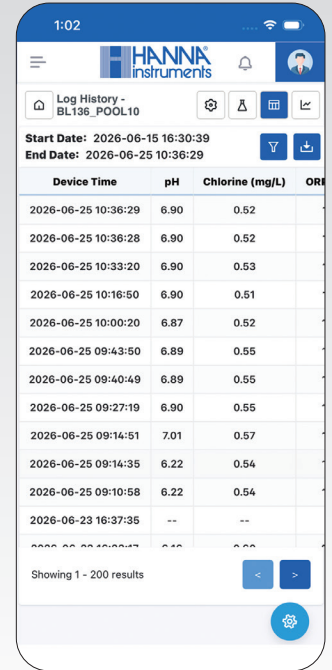 1:02
HANNA
instruments
Log History -
BL136_POOL10
Start Date: 2026-06-15 16:30:39
End Date: 2026-06-25 10:36:29
Device Time pH Chlorine (mg/L)
2026-06-25 10:36:29 6.90 0.52
2026-06-25 10:36:28 6.90 0.52
2026-06-25 10:33:20 6.90 0.53
2026-06-25 10:16:50 6.90 0.51
2026-06-25 10:00:20 6.87 0.52
2026-06-25 09:43:50 6.89 0.55
2026-06-25 09:40:49 6.89 0.55
2026-06-25 09:27:19 6.90 0.55
2026-06-25 09:14:51 7.01 0.57
2026-06-25 09:14:35 6.22 0.54
2026-06-25 09:10:58 6.22 0.54
2026-06-23 16:37:35 -- --
Showing 1 - 200 results
< >